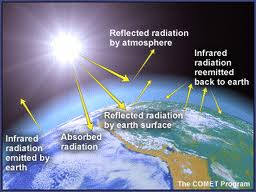 Reflected radiation
by atmosphere
Infrared
radiation
reemitted
back to earth
Reflected radiation
by earth surface
Absorbed
radiation
Infrared
radiation
emitted by
earth
The COMET Program